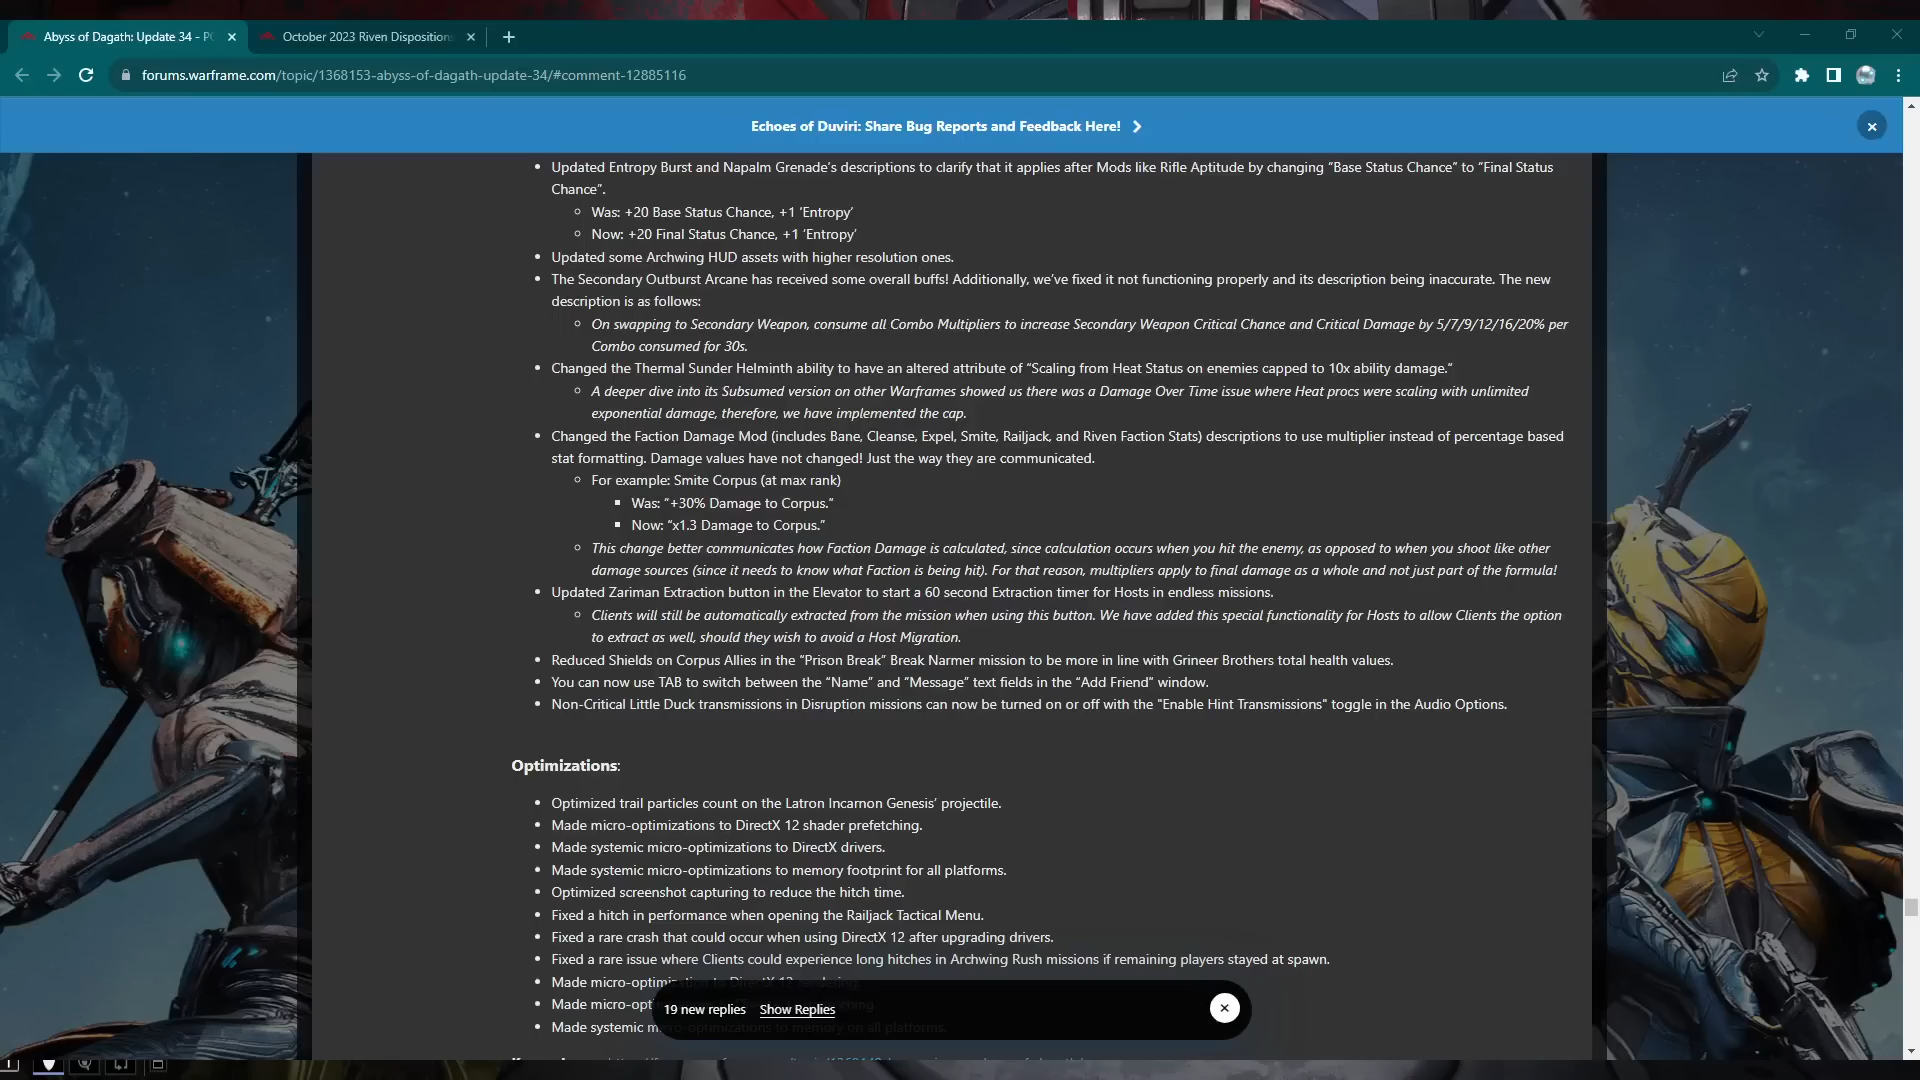 Abyss of Dagath: Update 34 - PC
October 2023 Riven Dispositions
forums.warframe.com/topic/1368153-abyss-of-dagath-update-34/#comment-12885116
Echoes of Duviri: Share Bug Reports and Feedback Here!
Updated Entropy Burst and Napalm Grenade’s descriptions to clarify that it applies after Mods like Rifle Aptitude by changing “Base Status Chance” to “Final Status
Chance”.
Was: +20 Base Status Chance, +1 ‘Entropy’
Now: +20 Final Status Chance, +1 ‘Entropy’
Updated some Archwing HUD assets with higher resolution ones.
The Secondary Outburst Arcane has received some overall buffs! Additionally, we’ve fixed it not functioning properly and its description being inaccurate. The new
description is as follows:
On swapping to Secondary Weapon, consume all Combo Multipliers to increase Secondary Weapon Critical Chance and Critical Damage by 5/7/9/12/16/20% per
Combo consumed for 30s.
Changed the Thermal Sunder Helminth ability to have an altered attribute of “Scaling from Heat Status on enemies capped to 10x ability damage.”
A deeper dive into its Subsumed version on other Warframes showed us there was a Damage Over Time issue where Heat procs were scaling with unlimited
exponential damage, therefore, we have implemented the cap.
Changed the Faction Damage Mod (includes Bane, Cleanse, Expel, Smite, Railjack, and Riven Faction Stats) descriptions to use multiplier instead of percentage based
stat formatting. Damage values have not changed! Just the way they are communicated.
For example: Smite Corpus (at max rank)
Was: “+30% Damage to Corpus.”
Now: “x1.3 Damage to Corpus.”
This change better communicates how Faction Damage is calculated, since calculation occurs when you hit the enemy, as opposed to when you shoot like other
damage sources (since it needs to know what Faction is being hit). For that reason, multipliers apply to final damage as a whole and not just part of the formula!
Updated Zariman Extraction button in the Elevator to start a 60 second Extraction timer for Hosts in endless missions.
Clients will still be automatically extracted from the mission when using this button. We have added this special functionality for Hosts to allow Clients the option
to extract as well, should they wish to avoid a Host Migration.
Reduced Shields on Corpus Allies in the “Prison Break” Break Narmer mission to be more in line with Grineer Brothers total health values.
You can now use TAB to switch between the “Name” and “Message” text fields in the “Add Friend” window.
Non-Critical Little Duck transmissions in Disruption missions can now be turned on or off with the "Enable Hint Transmissions" toggle in the Audio Options.
Optimizations:
Optimized trail particles count on the Latron Incarnon Genesis’ projectile.
Made micro-optimizations to DirectX 12 shader prefetching.
Made systemic micro-optimizations to DirectX drivers.
Made systemic micro-optimizations to memory footprint for all platforms.
Optimized screenshot capturing to reduce the hitch time.
Fixed a hitch in performance when opening the Railjack Tactical Menu.
Fixed a rare crash that could occur when using DirectX 12 after upgrading drivers.
Fixed a rare issue where Clients could experience long hitches in Archwing Rush missions if remaining players stayed at spawn.
Made micro-optimizations to DirectX 12 rendering.
Made
19 new replies Show Replies
Made systemic micro-optimizations to memory on all platforms.